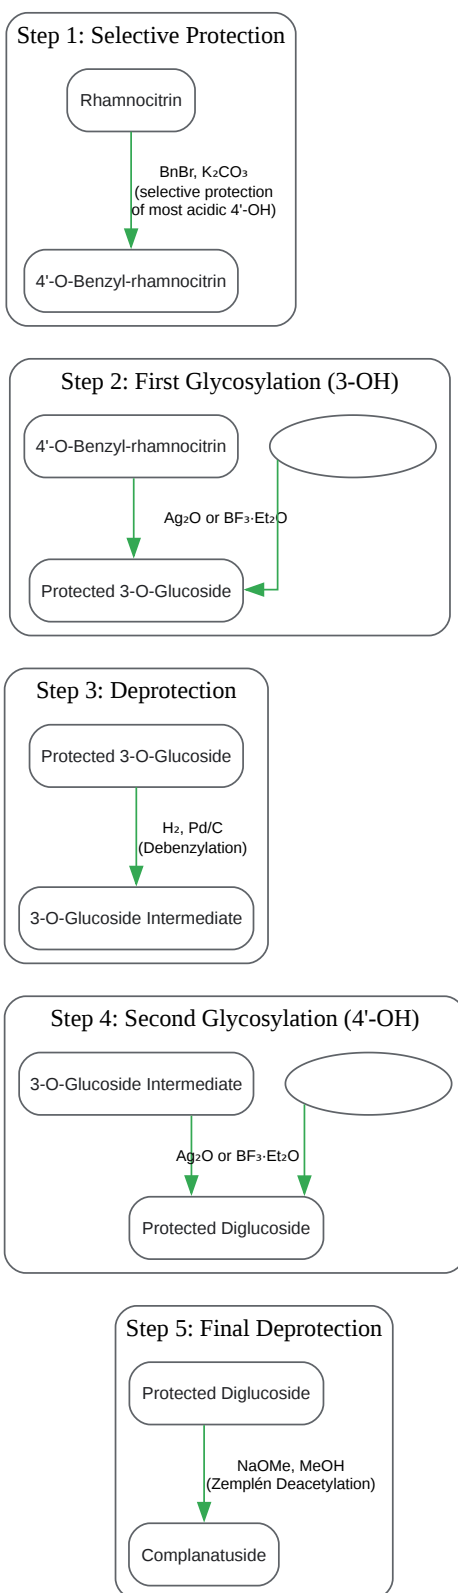 Step 1: Selective Protection
Rhamnocitrin
BnBr, K₂CO₃
(selective protection
of most acidic 4'-OH)
4'-O-Benzyl-rhamnocitrin
Step 2: First Glycosylation (3-OH)
4'-O-Benzyl-rhamnocitrin
Ag₂O or BF₃·Et₂O
Protected 3-O-Glucoside
Step 3: Deprotection
Protected 3-O-Glucoside
H₂, Pd/C
(Debenzylation)
3-O-Glucoside Intermediate
Step 4: Second Glycosylation (4'-OH)
3-O-Glucoside Intermediate
Ag₂O or BF₃·Et₂O
Protected Diglucoside
Step 5: Final Deprotection
Protected Diglucoside
NaOMe, MeOH
(Zemplén Deacetylation)
Complanatuside